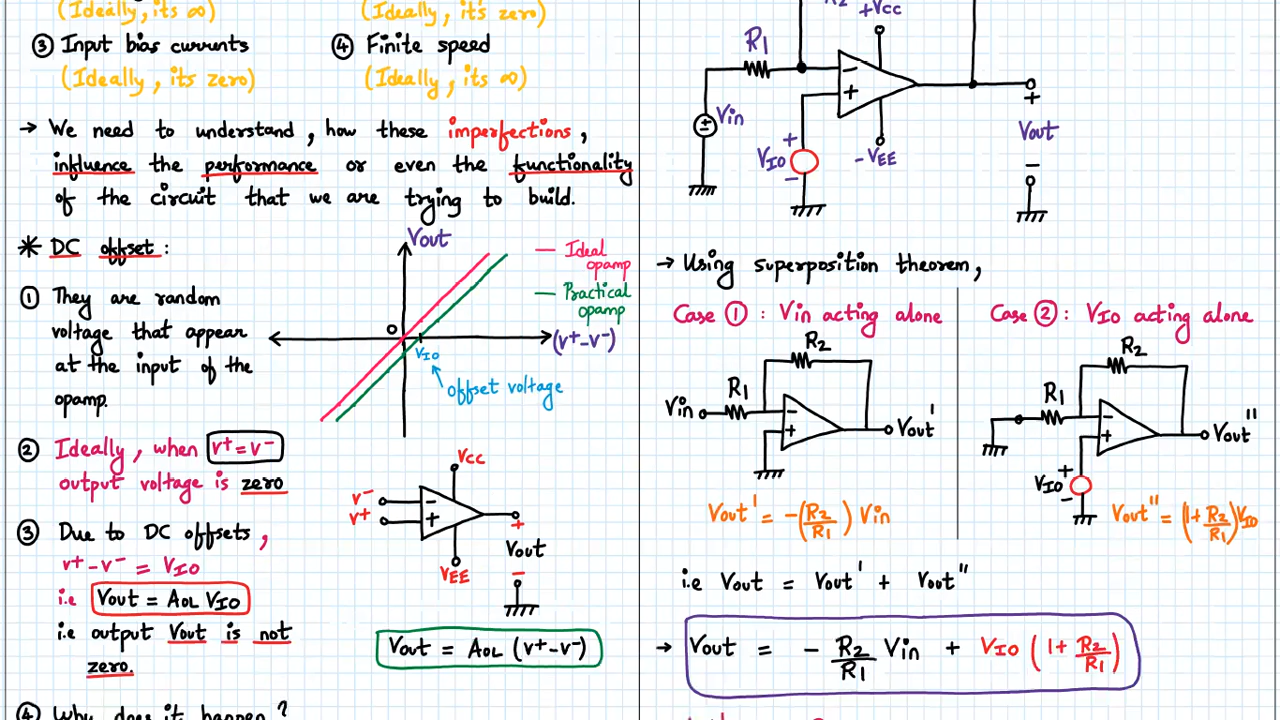 (Ideally, its ∞)
(Ideally, its zero)
③ Input bias currents
(Ideally, its zero)
④ Finite speed
(Ideally, its ∞)
→ We need to understand, how these imperfections,
influence the performance or even the functionality
of the circuit that we are trying to build.
* DC offset:
① They are random
voltage that appear
at the input of the
opamp.
Vout
— Ideal
opamp
— Practical
opamp
0
(v⁺-v⁻)
VIO
offset voltage
② Ideally, when v⁺=v⁻
output voltage is zero
③ Due to DC offsets,
v⁺-v⁻ = VIO
i.e Vout = AOL VIO
i.e output Vout is not
zero.
VCC
v⁻
v⁺
-
+
+
Vout
-
VEE
Vout = AOL (v⁺-v⁻)
④ Why does it happen?
R2
+Vcc
R1
-
+
Vin
+
VIO
-
-VEE
+
Vout
-
→ Using superposition theorem,
Case ①: Vin acting alone
R2
R1
Vin
-
+
Vout'
Vout' = -(R2/R1) Vin
Case ②: VIO acting alone
R2
R1
-
+
Vout"
+
VIO
-
Vout" = (1+R2/R1)VIO
i.e Vout = Vout' + Vout"
→ Vout = - R2/R1 Vin + VIO (1+ R2/R1)